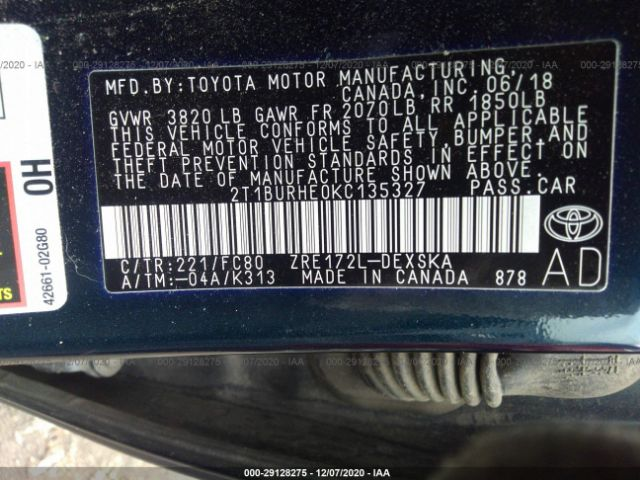 MFD.BY:TOYOTA MOTOR MANUFACTURING,
CANADA, INC. 06/18
GVWR 3820 LB GAWR FR 2070LB, RR 1850LB
THIS VEHICLE CONFORMS TO ALL APPLICABLE
FEDERAL MOTOR VEHICLE SAFETY, BUMPER, AND
THEFT PREVENTION STANDARDS IN EFFECT ON
THE DATE OF MANUFACTURE SHOWN ABOVE.
2T1BURHE0KC135327 PASS.CAR
C/TR:221/FC80 ZRE172L-DEXSKA
A/TM:-04A/K313 MADE IN CANADA 878
AD
OH
42661-02G80
000-29128275 - 12/07/2020 - IAA